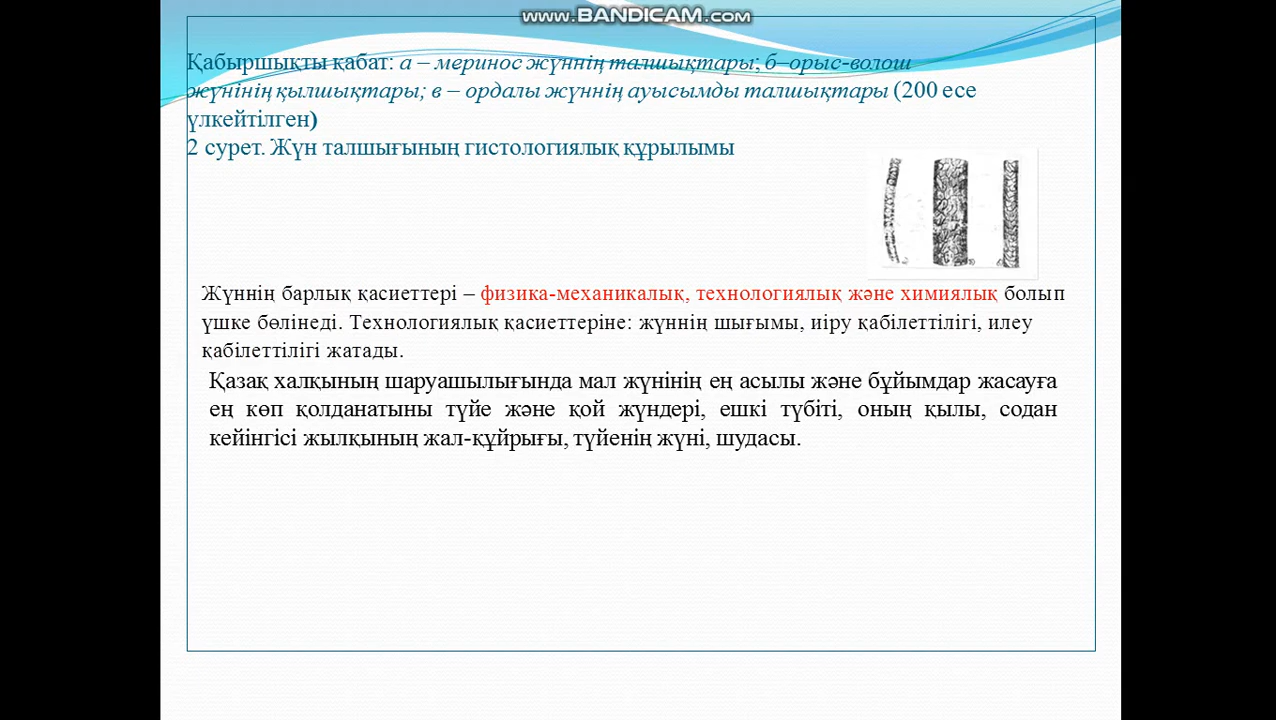 www.BANDICAM.com
Қабыршықты қабат: а – меринос жүннің талшықтары; б–орыс-волош
жүнінің қылшықтары; в – ордалы жүннің ауысымды талшықтары (200 есе
үлкейтілген)
2 сурет. Жүн талшығының гистологиялық құрылымы
Жүннің барлық қасиеттері – физика-механикалық, технологиялық және химиялық болып
үшке бөлінеді. Технологиялық қасиеттеріне: жүннің шығымы, иіру қабілеттілігі, илеу
қабілеттілігі жатады.
Қазақ халқының шаруашылығында мал жүнінің ең асылы және бұйымдар жасауға
ең көп қолданатыны түйе және қой жүндері, ешкі түбіті, оның қылы, содан
кейінгісі жылқының жал-құйрығы, түйенің жүні, шудасы.